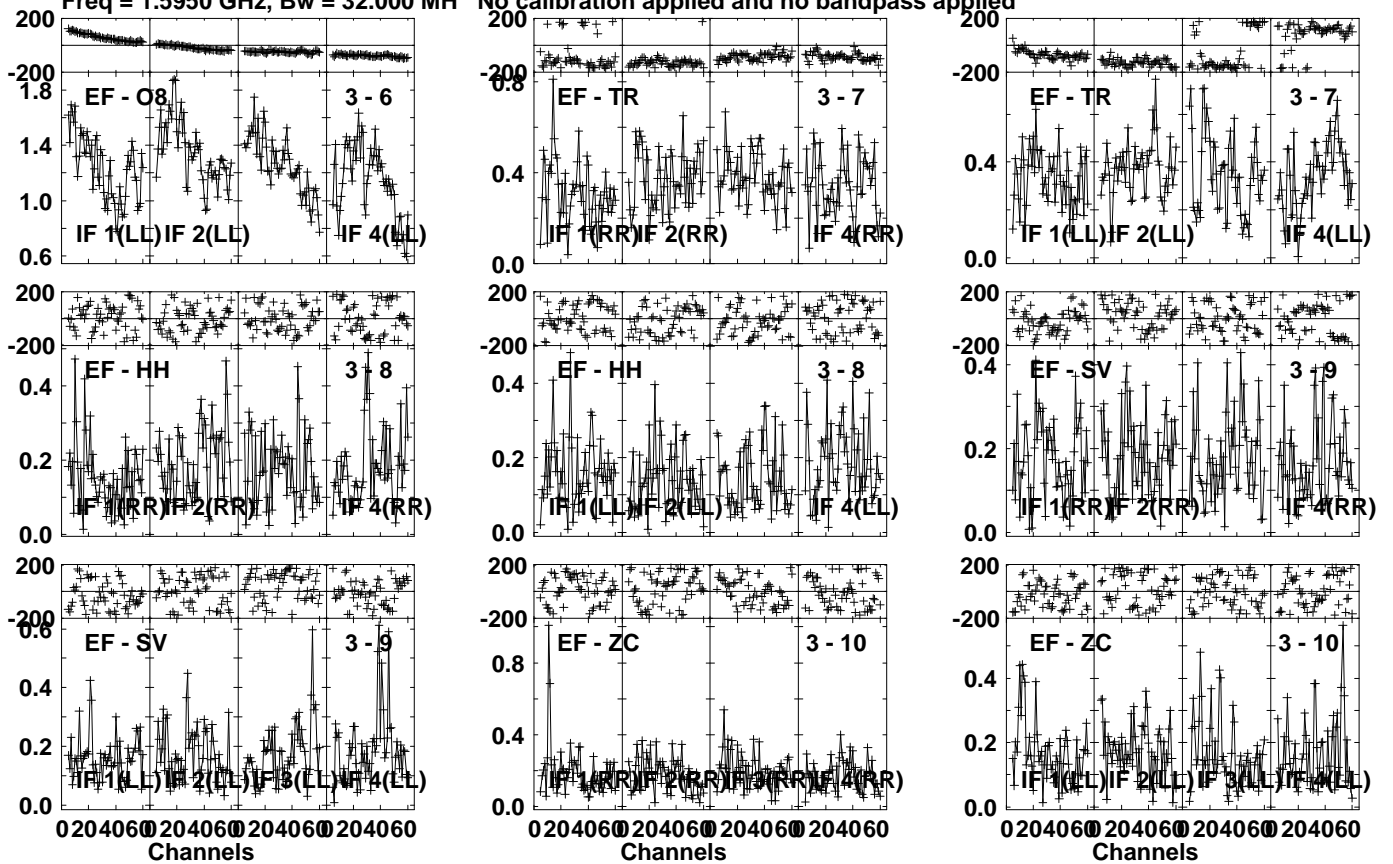 Freq = 1.5950 GHz, Bw = 32.000 MH No calibration applied and no bandpass applied
200
-200
1.8
1.4
1.0
0.6
EF - O8
3 - 6
IF 1(LL)
IF 2(LL)
IF 4(LL)
200
-200
0.8
0.4
0.0
EF - TR
3 - 7
IF 1(RR)
IF 2(RR)
IF 4(RR)
200
-200
0.4
0.0
EF - TR
3 - 7
IF 1(LL)
IF 2(LL)
IF 4(LL)
200
-200
0.4
0.2
0.0
EF - HH
3 - 8
IF 1(RR)
IF 2(RR)
IF 4(RR)
200
-200
0.4
0.2
0.0
EF - HH
3 - 8
IF 1(LL)
IF 2(LL)
IF 4(LL)
200
-200
0.4
0.2
0.0
EF - SV
3 - 9
IF 1(RR)
IF 2(RR)
IF 4(RR)
200
-200
0.6
0.4
0.2
0.0
EF - SV
3 - 9
IF 1(LL)
IF 2(LL)
IF 3(LL)
IF 4(LL)
0 20 40 60 0 20 40 60 0 20 40 60 0 20 40 60
Channels
200
-200
0.8
0.4
0.0
EF - ZC
3 - 10
IF 1(RR)
IF 2(RR)
IF 3(RR)
IF 4(RR)
0 20 40 60 0 20 40 60 0 20 40 60 0 20 40 60
Channels
200
-200
0.4
0.2
0.0
EF - ZC
3 - 10
IF 1(LL)
IF 2(LL)
IF 3(LL)
IF 4(LL)
0 20 40 60 0 20 40 60 0 20 40 60 0 20 40 60
Channels